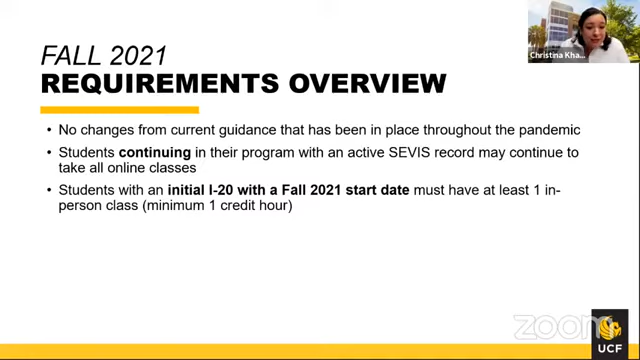 FALL 2021
REQUIREMENTS OVERVIEW
• No changes from current guidance that has been in place throughout the pandemic
• Students continuing in their program with an active SEVIS record may continue to
take all online classes
• Students with an initial I-20 with a Fall 2021 start date must have at least 1 in-
person class (minimum 1 credit hour)
Christina Kha...
zoom
UCF